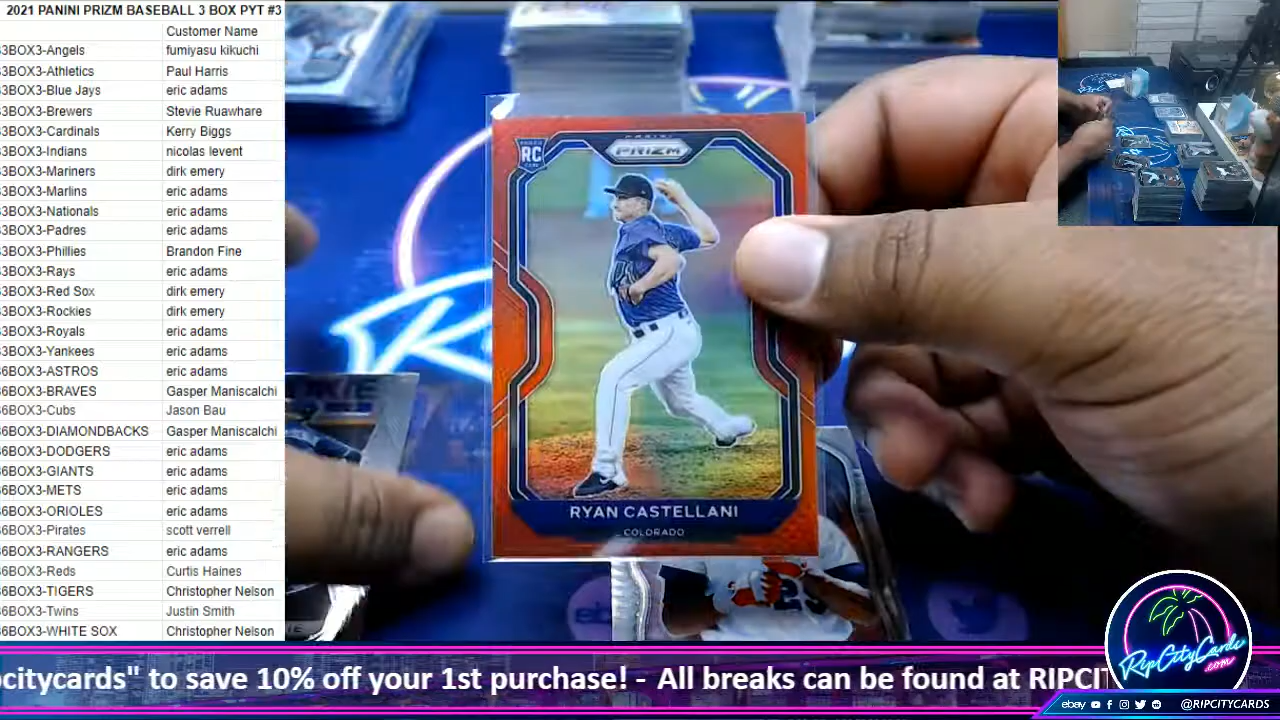 2021 PANINI PRIZM BASEBALL 3 BOX PYT #3
Customer Name
3BOX3-Angels fumiyasu kikuchi
3BOX3-Athletics Paul Harris
3BOX3-Blue Jays eric adams
3BOX3-Brewers Stevie Ruawhare
3BOX3-Cardinals Kerry Biggs
3BOX3-Indians nicolas levent
3BOX3-Mariners dirk emery
3BOX3-Marlins eric adams
3BOX3-Nationals eric adams
3BOX3-Padres eric adams
3BOX3-Phillies Brandon Fine
3BOX3-Rays eric adams
3BOX3-Red Sox dirk emery
3BOX3-Rockies dirk emery
3BOX3-Royals eric adams
3BOX3-Yankees eric adams
6BOX3-ASTROS eric adams
6BOX3-BRAVES Gasper Maniscalchi
6BOX3-Cubs Jason Bau
6BOX3-DIAMONDBACKS Gasper Maniscalchi
6BOX3-DODGERS eric adams
6BOX3-GIANTS eric adams
6BOX3-METS eric adams
6BOX3-ORIOLES eric adams
6BOX3-Pirates scott verrell
6BOX3-RANGERS eric adams
6BOX3-Reds Curtis Haines
6BOX3-TIGERS Christopher Nelson
6BOX3-Twins Justin Smith
6BOX3-WHITE SOX Christopher Nelson
PANINI
PRIZM
RC
RYAN CASTELLANI
COLORADO
ebay
RipCityCards
.com
citycards" to save 10% off your 1st purchase! - All breaks can be found at RIPCIT
ebay @RIPCITYCARDS